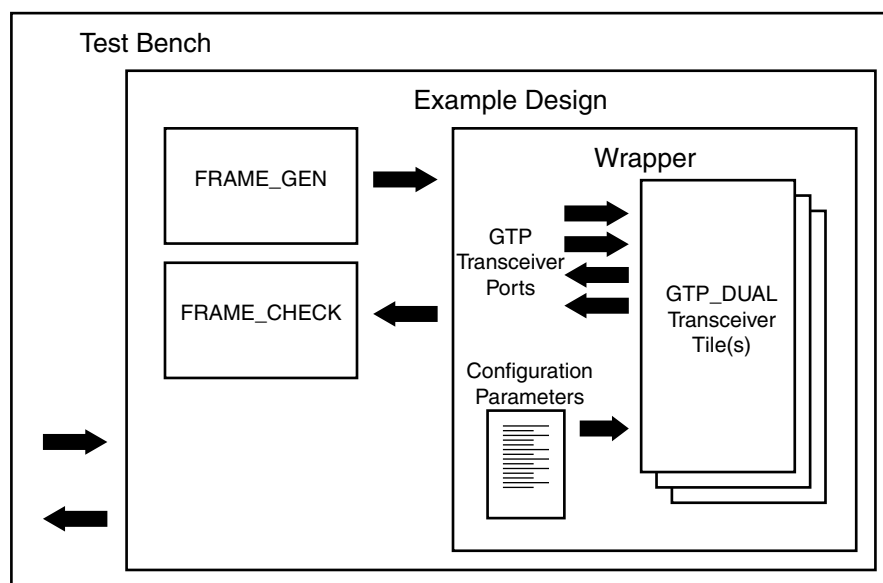 Test Bench
Example Design
FRAME_GEN
Wrapper
GTP
Transceiver
Ports
FRAME_CHECK
GTP_DUAL
Transceiver
Tile(s)
Configuration
Parameters